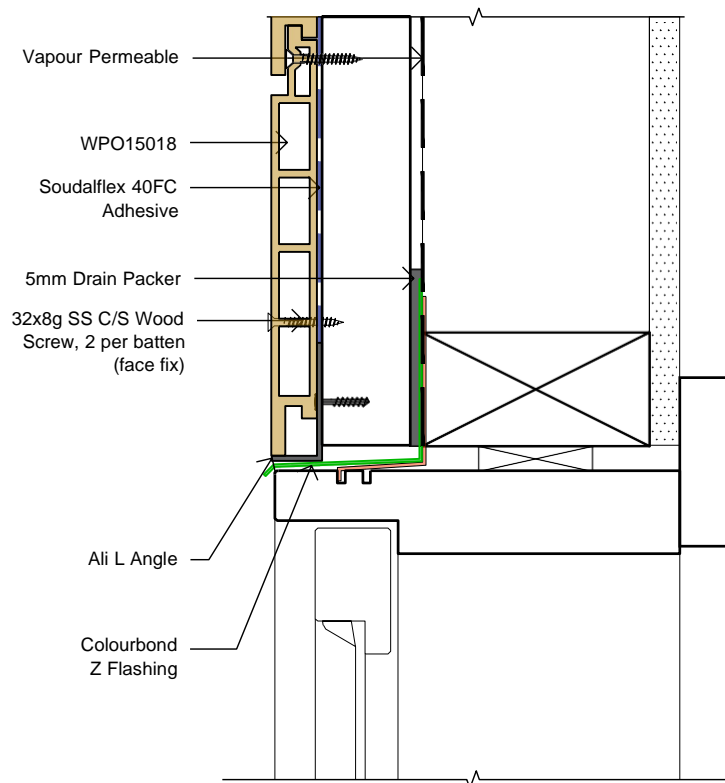 Vapour Permeable
WPO15018
Soudalflex 40FC
Adhesive
5mm Drain Packer
32x8g SS C/S Wood
Screw, 2 per batten
(face fix)
Ali L Angle
Colourbond
Z Flashing